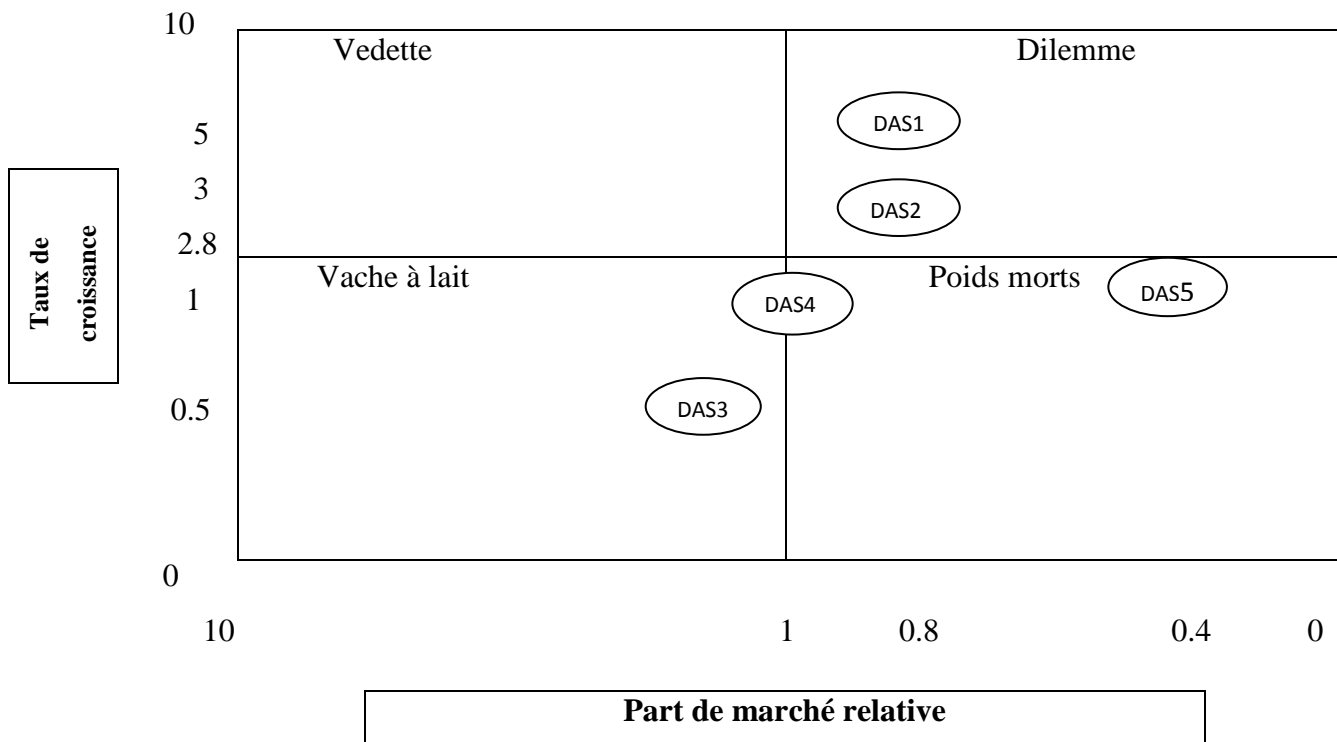 10
Vedette
Dilemme
DAS1
5
3
DAS2
2.8
Taux de
croissance
Vache à lait
Poids morts
DAS5
1
DAS4
0.5
DAS3
0
10
1
0.8
0.4
0
Part de marché relative